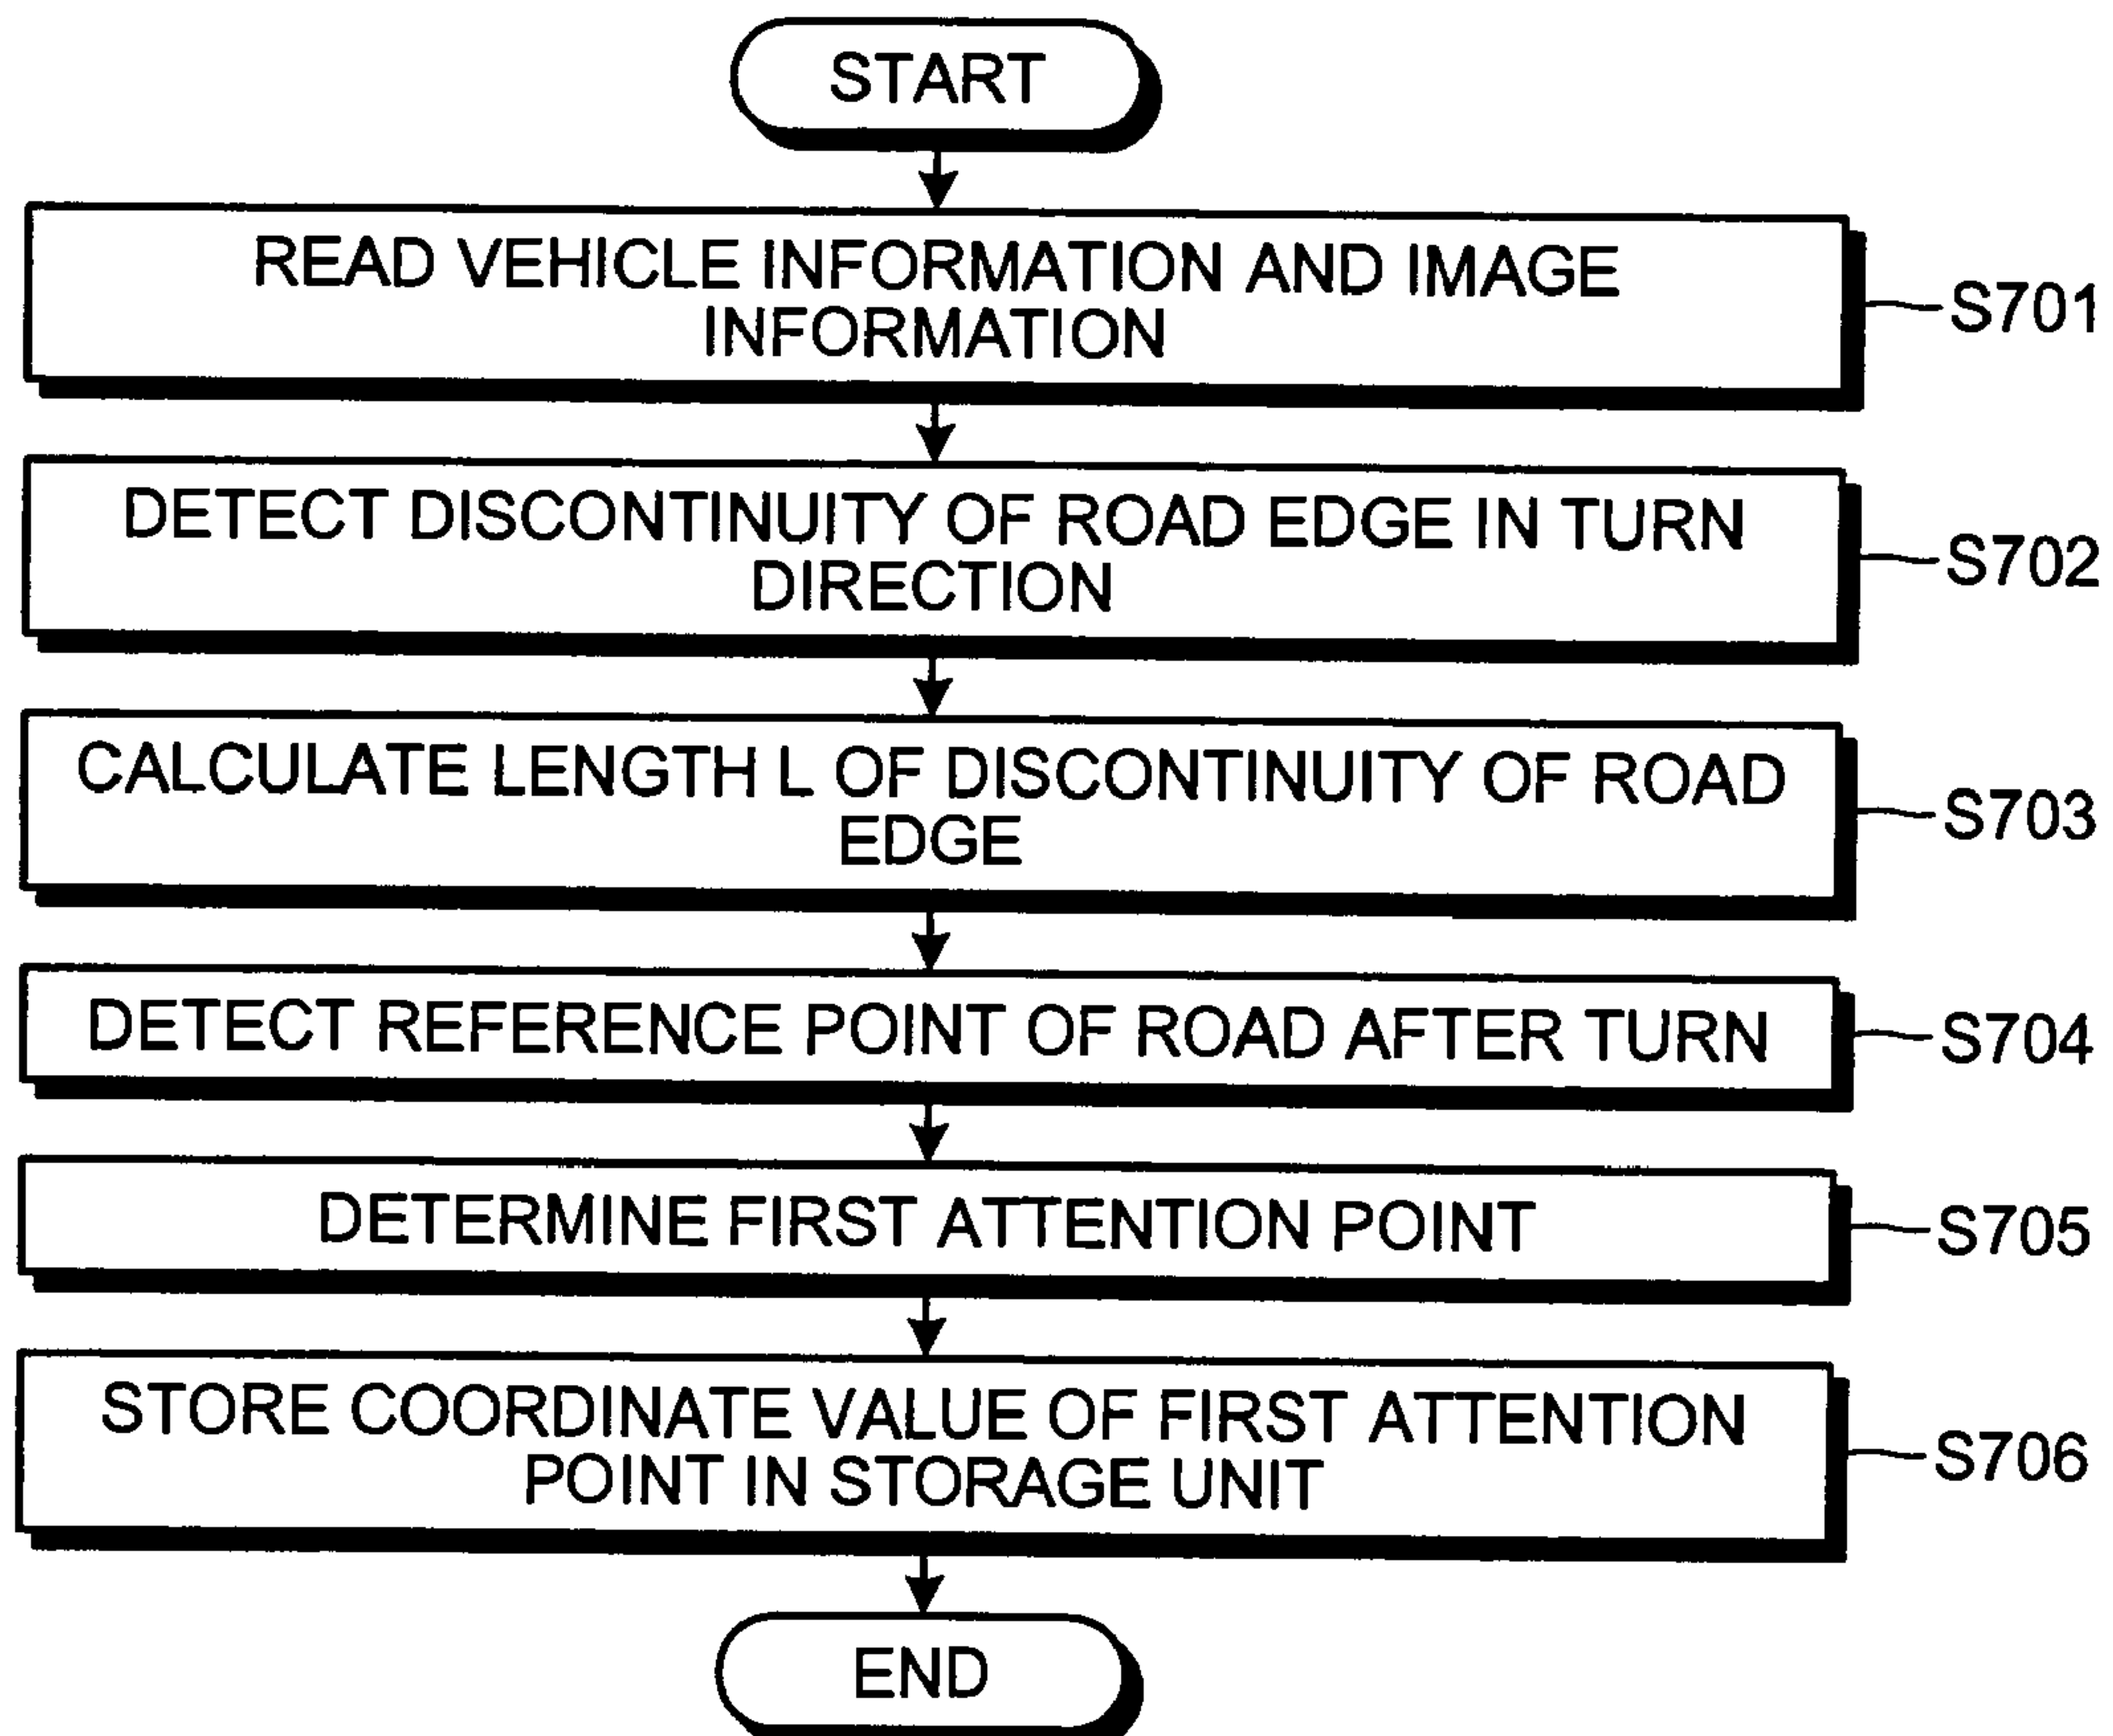 START
READ VEHICLE INFORMATION AND IMAGE
INFORMATION
S701
DETECT DISCONTINUITY OF ROAD EDGE IN TURN
DIRECTION
S702
CALCULATE LENGTH L OF DISCONTINUITY OF ROAD
EDGE
S703
DETECT REFERENCE POINT OF ROAD AFTER TURN
S704
DETERMINE FIRST ATTENTION POINT
S705
STORE COORDINATE VALUE OF FIRST ATTENTION
POINT IN STORAGE UNIT
S706
END